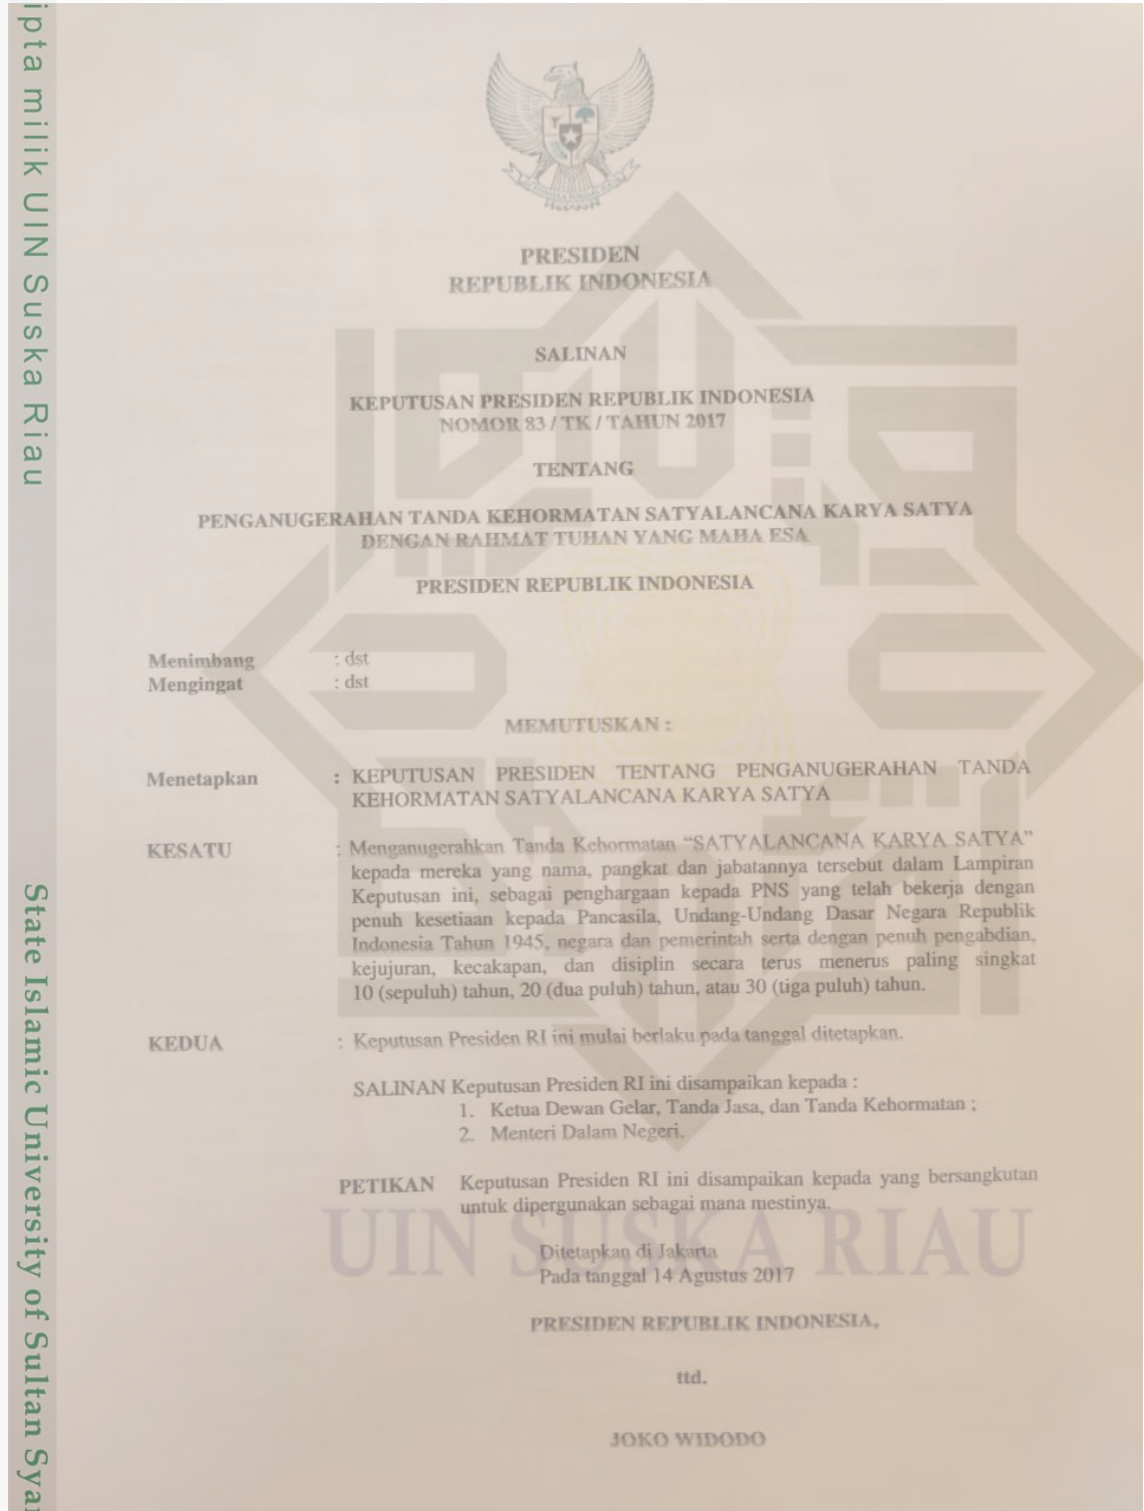 ipta milik UIN Suska Riau
State Islamic University of Sultan Sya
PRESIDEN
REPUBLIK INDONESIA
SALINAN
KEPUTUSAN PRESIDEN REPUBLIK INDONESIA
NOMOR 83 / TK / TAHUN 2017
TENTANG
PENGANUGERAHAN TANDA KEHORMATAN SATYALANCANA KARYA SATYA
DENGAN RAHMAT TUHAN YANG MAHA ESA
PRESIDEN REPUBLIK INDONESIA
Menimbang : dst
Mengingat : dst
MEMUTUSKAN :
Menetapkan : KEPUTUSAN PRESIDEN TENTANG PENGANUGERAHAN TANDA
KEHORMATAN SATYALANCANA KARYA SATYA
KESATU : Menganugerahkan Tanda Kehormatan “SATYALANCANA KARYA SATYA”
kepada mereka yang nama, pangkat dan jabatannya tersebut dalam Lampiran
Keputusan ini, sebagai penghargaan kepada PNS yang telah bekerja dengan
penuh kesetiaan kepada Pancasila, Undang-Undang Dasar Negara Republik
Indonesia Tahun 1945, negara dan pemerintah serta dengan penuh pengabdian,
kejujuran, kecakapan, dan disiplin secara terus menerus paling singkat
10 (sepuluh) tahun, 20 (dua puluh) tahun, atau 30 (tiga puluh) tahun.
KEDUA : Keputusan Presiden RI ini mulai berlaku pada tanggal ditetapkan.
SALINAN Keputusan Presiden RI ini disampaikan kepada :
1. Ketua Dewan Gelar, Tanda Jasa, dan Tanda Kehormatan ;
2. Menteri Dalam Negeri.
PETIKAN Keputusan Presiden RI ini disampaikan kepada yang bersangkutan
untuk dipergunakan sebagai mana mestinya.
UIN SUSKA RIAU
Ditetapkan di Jakarta
Pada tanggal 14 Agustus 2017
PRESIDEN REPUBLIK INDONESIA,
ttd.
JOKO WIDODO